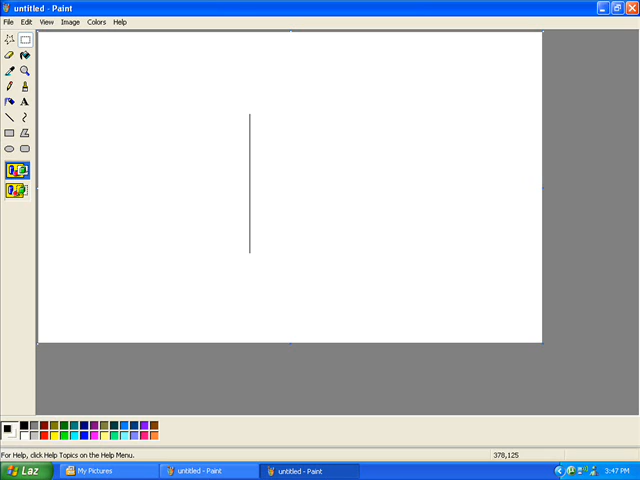 untitled - Paint
File Edit View Image Colors Help
A
For Help, click Help Topics on the Help Menu.
378,125
Laz
My Pictures
untitled - Paint
untitled - Paint
3:47 PM